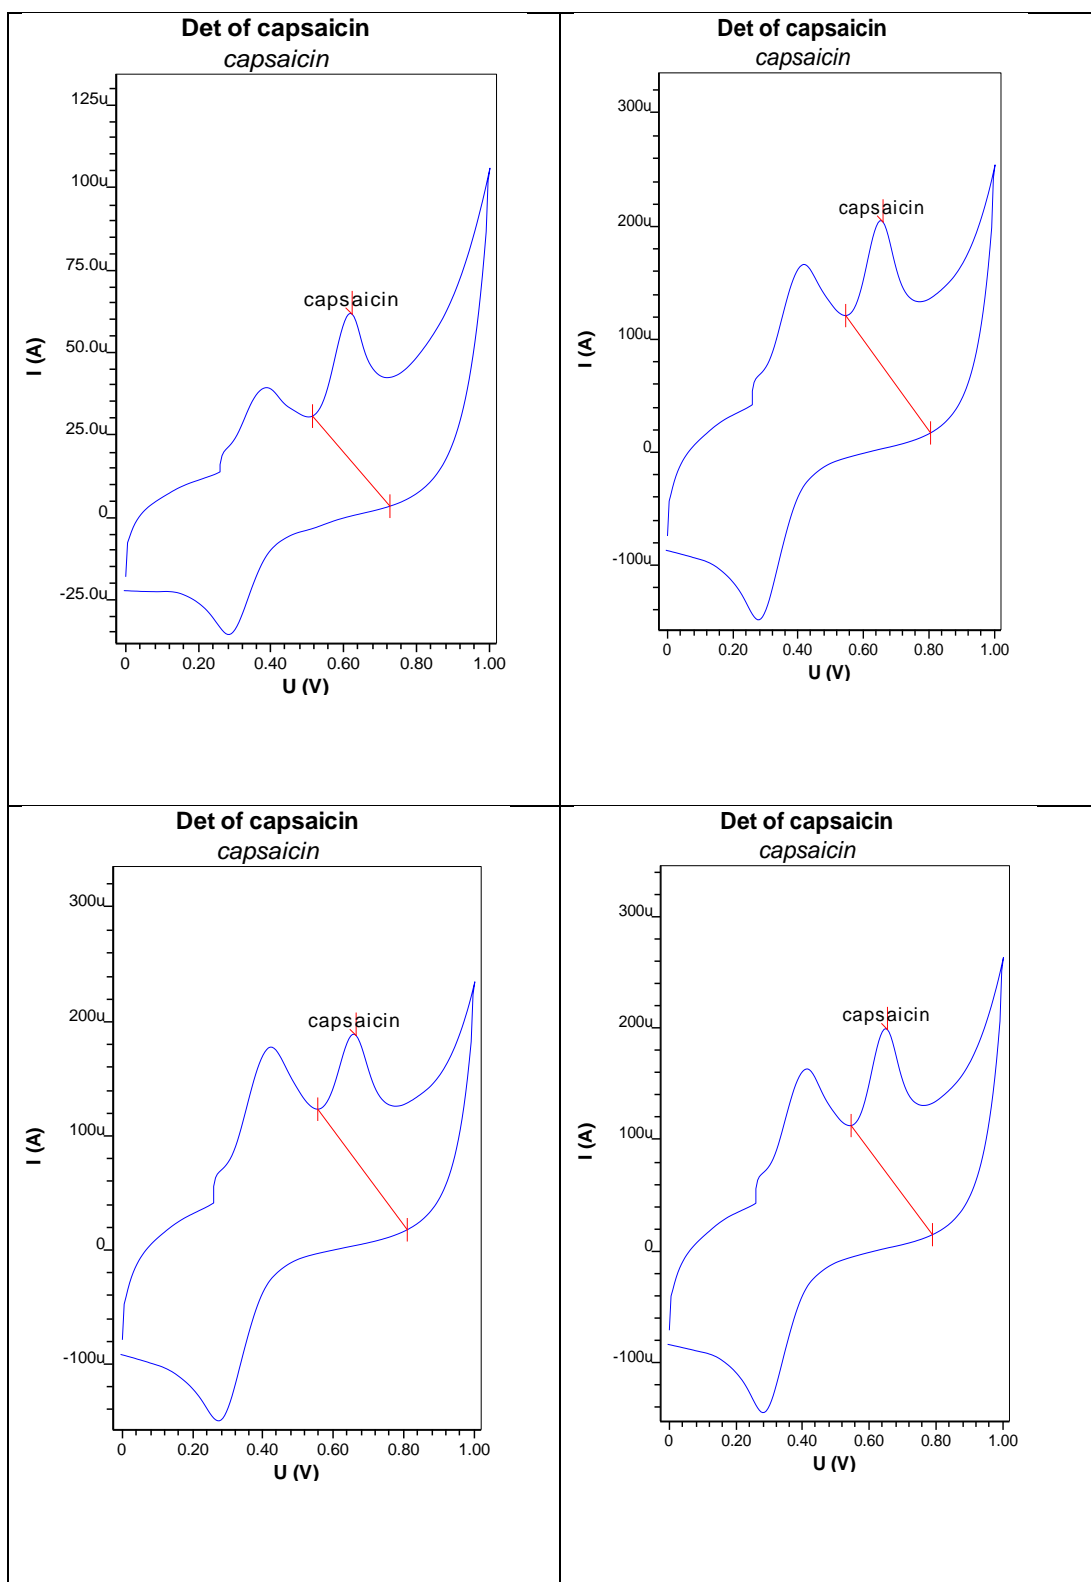 Det of capsaicin
capsaicin
125u
100u
75.0u
50.0u
25.0u
0
-25.0u
I (A)
capsaicin
0 0.20 0.40 0.60 0.80 1.00
U (V)
Det of capsaicin
capsaicin
300u
200u
100u
0
-100u
I (A)
capsaicin
0 0.20 0.40 0.60 0.80 1.00
U (V)
Det of capsaicin
capsaicin
300u
200u
100u
0
-100u
I (A)
capsaicin
0 0.20 0.40 0.60 0.80 1.00
U (V)
Det of capsaicin
capsaicin
300u
200u
100u
0
-100u
I (A)
capsaicin
0 0.20 0.40 0.60 0.80 1.00
U (V)